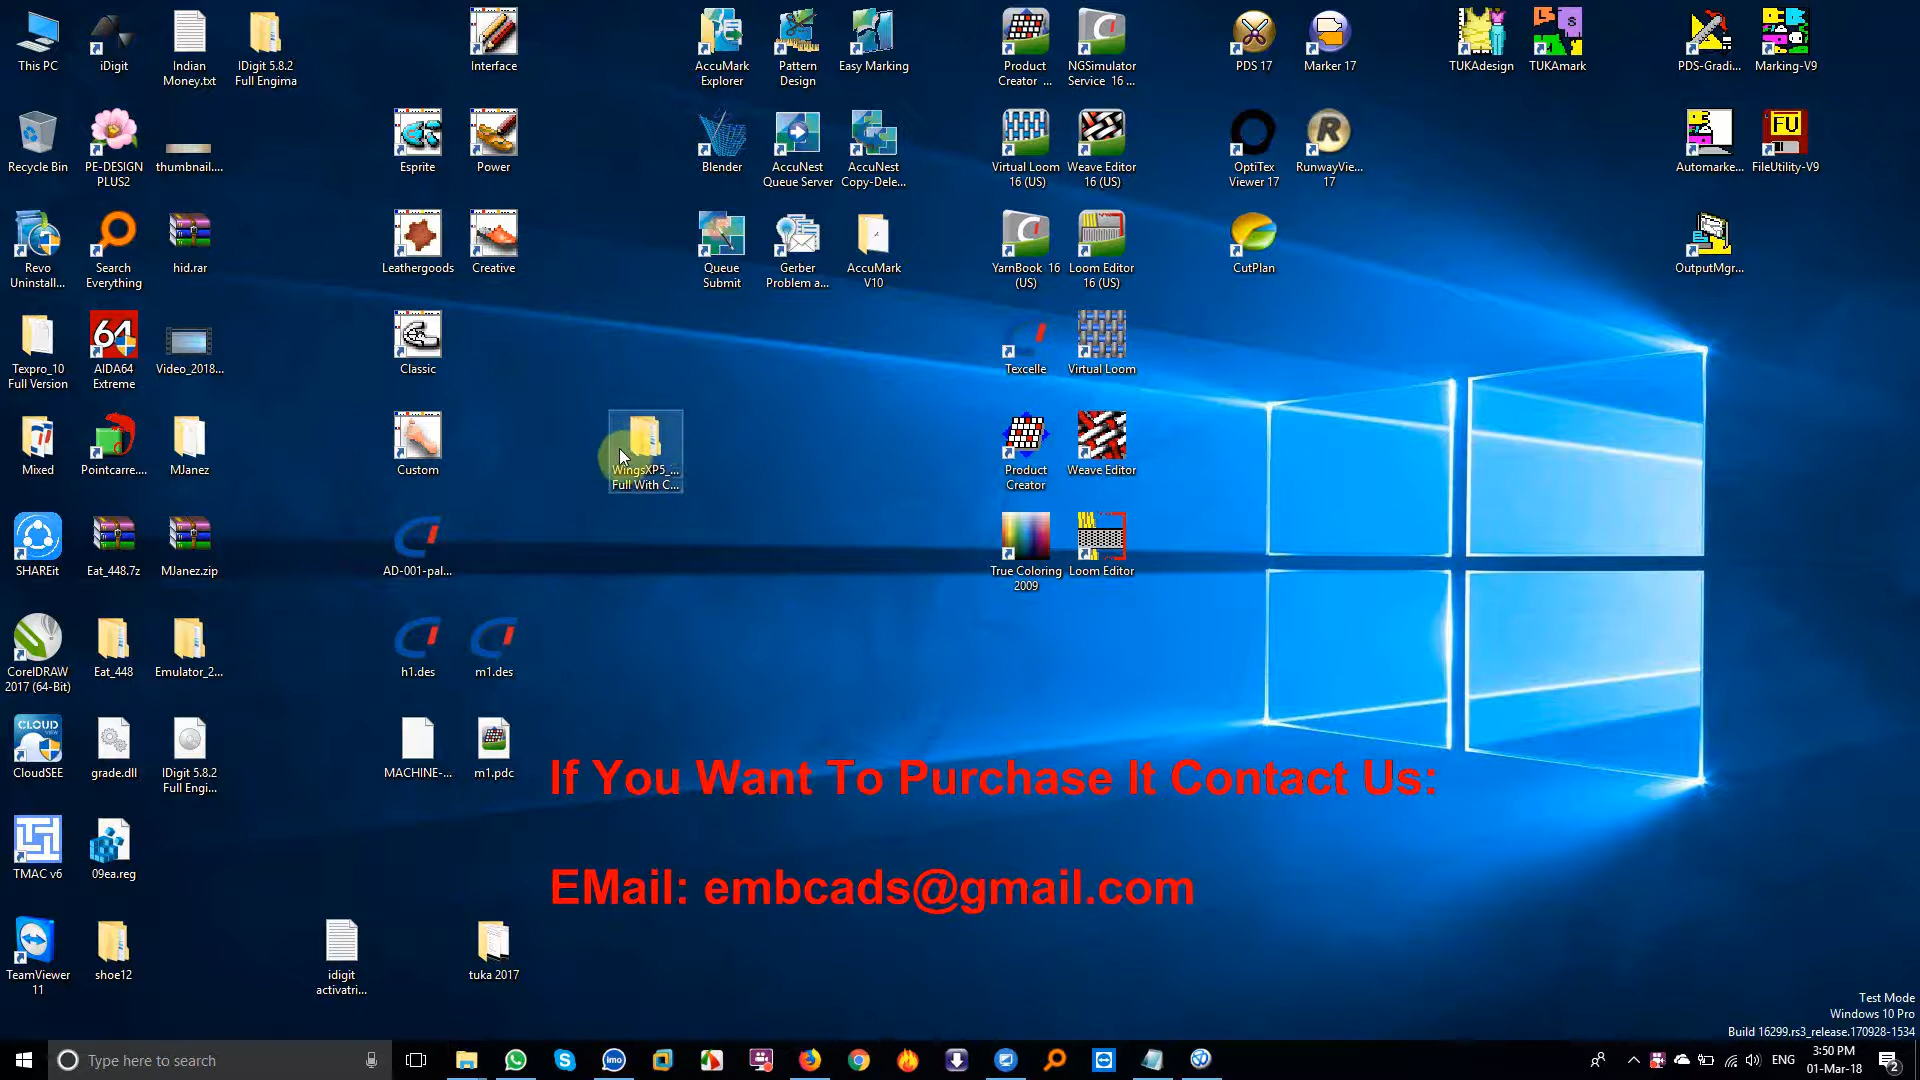 This PC
iDigit
Indian
Money.txt
IDigit 5.8.2
Full Engima
Interface
AccuMark
Explorer
Pattern
Design
Easy Marking
Product
Creator ...
NGSimulator
Service 16 ...
PDS 17
Marker 17
TUKAdesign
TUKAmark
PDS-Gradi...
Marking-V9
Recycle Bin
PE-DESIGN
PLUS2
thumbnail....
Esprite
Power
Blender
AccuNest
Queue Server
AccuNest
Copy-Dele...
Virtual Loom
16 (US)
Weave Editor
16 (US)
OptiTex
Viewer 17
RunwayVie...
17
Automarke...
FU
FileUtility-V9
Revo
Uninstall...
Search
Everything
hid.rar
Leathergoods
Creative
Queue
Submit
Gerber
Problem a...
AccuMark
V10
YarnBook 16
(US)
Loom Editor
16 (US)
CutPlan
OutputMgr...
Texpro_10
Full Version
64
AIDA64
Extreme
Video_2018...
Classic
Texcelle
Virtual Loom
Mixed
Pointcarre....
MJanez
Custom
WingsXP5_...
Full With C...
Product
Creator
Weave Editor
SHAREit
Eat_448.7z
MJanez.zip
AD-001-pal...
True Coloring
2009
Loom Editor
CorelDRAW
2017 (64-Bit)
Eat_448
Emulator_2...
h1.des
m1.des
CLOUD
CloudSEE
grade.dll
IDigit 5.8.2
Full Engi...
MACHINE-...
m1.pdc
If You Want To Purchase It Contact Us:
TMAC v6
09ea.reg
EMail: embcads@gmail.com
TeamViewer
11
shoe12
idigit
activatri...
tuka 2017
Test Mode
Windows 10 Pro
Build 16299.rs3_release.170928-1534
Type here to search
imo
ENG
3:50 PM
01-Mar-18
2